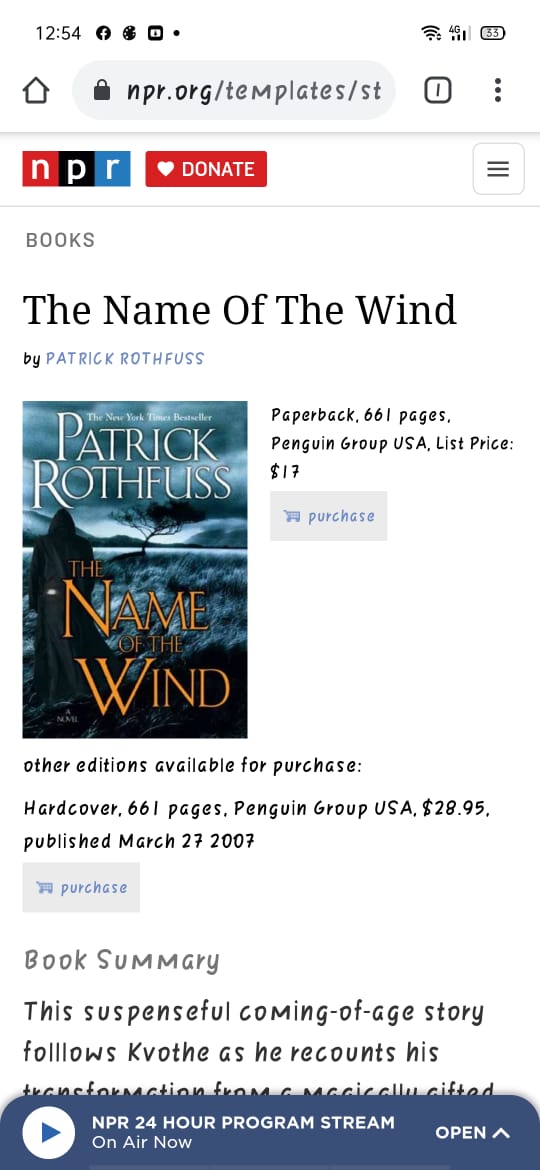 12:54
4G
33
npr.org/templates/st
1
npr
DONATE
BOOKS
The Name Of The Wind
by PATRICK ROTHFUSS
The New York Times Bestseller
PATRICK
ROTHFUSS
THE
NAME
OF THE
WIND
A
NOVEL
Paperback, 661 pages,
Penguin Group USA, List Price:
$17
purchase
other editions available for purchase:
Hardcover, 661 pages, Penguin Group USA, $28.95,
published March 27 2007
purchase
Book Summary
This suspenseful coming-of-age story
folllows Kvothe as he recounts his
transformation from a magically gifted
NPR 24 HOUR PROGRAM STREAM
On Air Now
OPEN